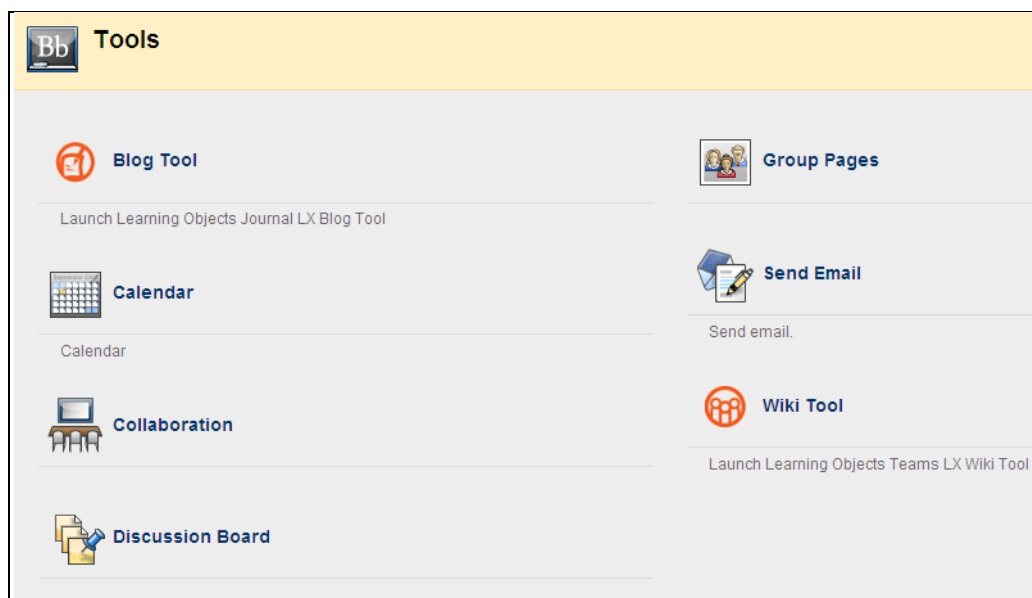 Bb Tools
Blog Tool
Launch Learning Objects Journal LX Blog Tool
Calendar
Calendar
Collaboration
Discussion Board
Group Pages
Send Email
Send email.
Wiki Tool
Launch Learning Objects Teams LX Wiki Tool